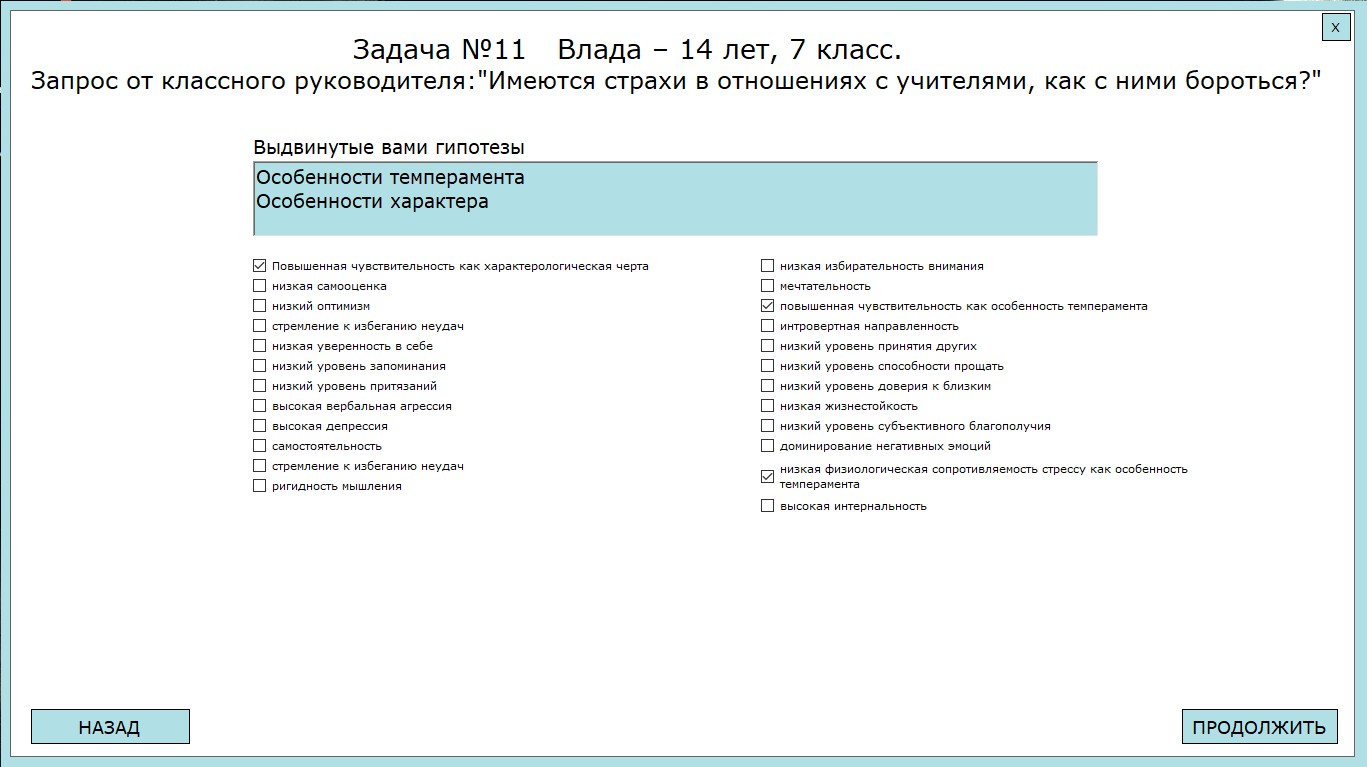 X
Задача №11 Влада – 14 лет, 7 класс.
Запрос от классного руководителя:"Имеются страхи в отношениях с учителями, как с ними бороться?"
Выдвинутые вами гипотезы
Особенности темперамента
Особенности характера
Повышенная чувствительность как характерологическая черта
низкая самооценка
низкий оптимизм
стремление к избеганию неудач
низкая уверенность в себе
низкий уровень запоминания
низкий уровень притязаний
высокая вербальная агрессия
высокая депрессия
самостоятельность
стремление к избеганию неудач
ригидность мышления
низкая избирательность внимания
мечтательность
повышенная чувствительность как особенность темперамента
интровертная направленность
низкий уровень принятия других
низкий уровень способности прощать
низкий уровень доверия к близким
низкая жизнестойкость
низкий уровень субъективного благополучия
доминирование негативных эмоций
низкая физиологическая сопротивляемость стрессу как особенность
темперамента
высокая интернальность
НАЗАД
ПРОДОЛЖИТЬ